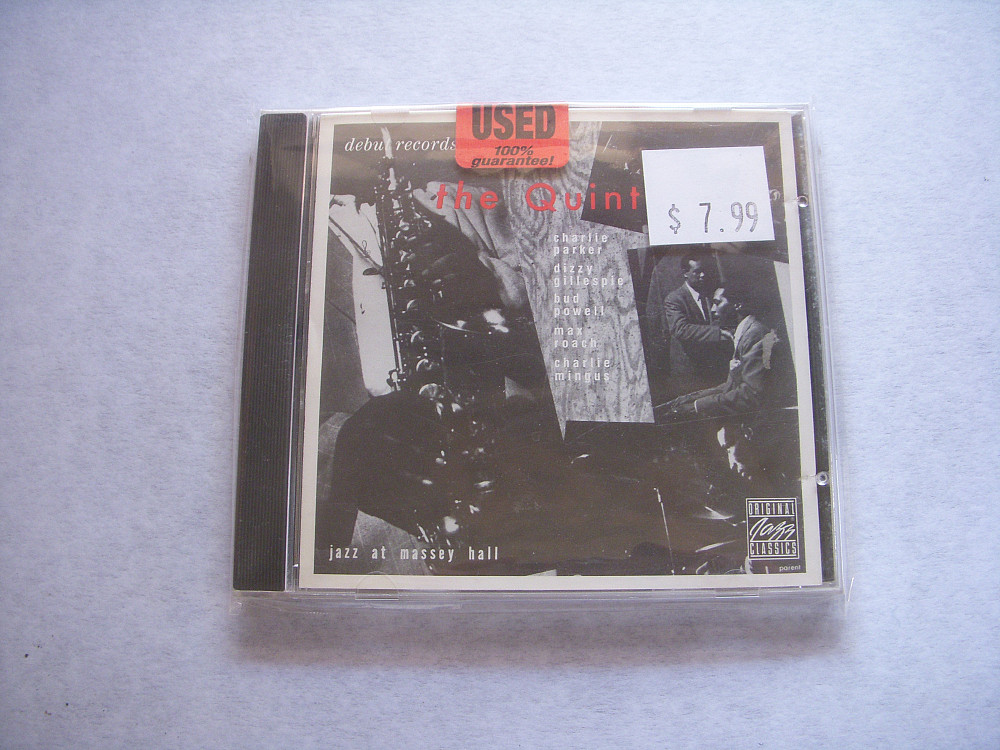 USED
100%
guarantee!
debut records
the Quint
$ 7.99
charlie
parker
dizzy
gillespie
bud
powell
max
roach
charlie
mingus
jazz at massey hall
ORIGINAL
Jazz
CLASSICS
parent